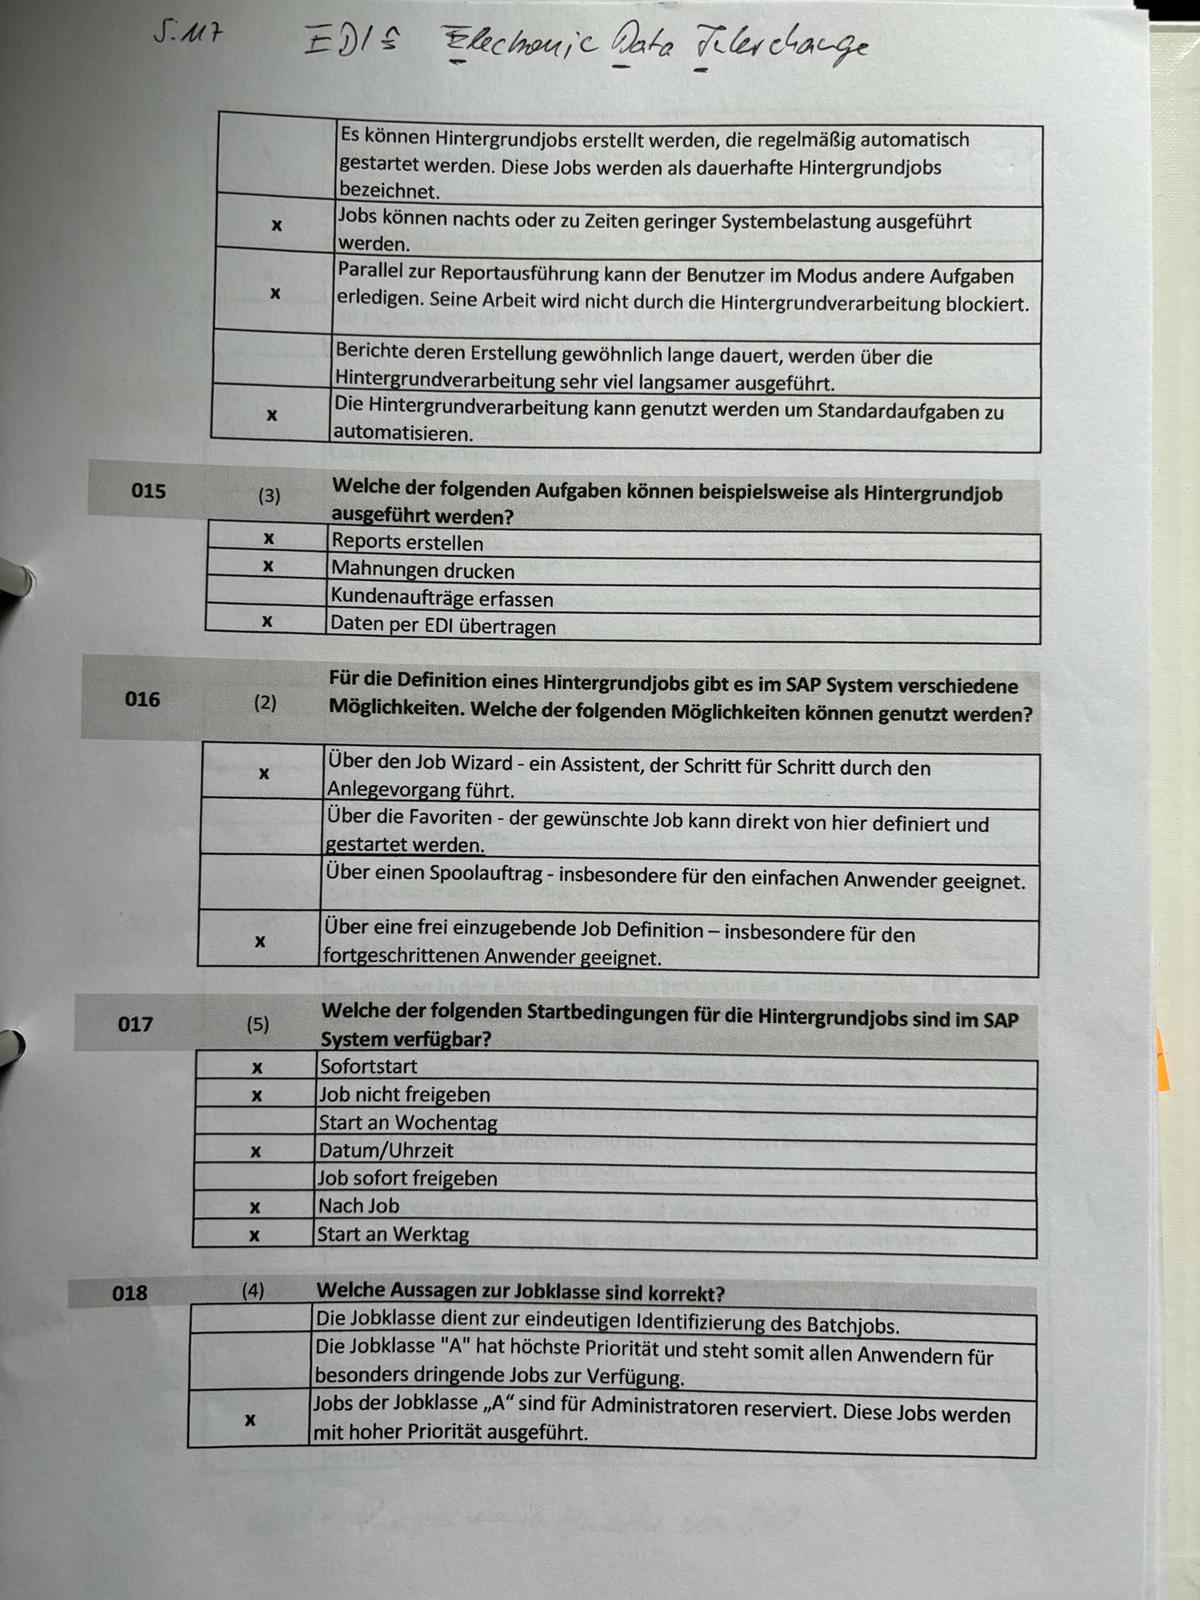 S. 117 EDI S Electronic Data Interchange
Es können Hintergrundjobs erstellt werden, die regelmäßig automatisch
gestartet werden. Diese Jobs werden als dauerhafte Hintergrundjobs
bezeichnet.
x Jobs können nachts oder zu Zeiten geringer Systembelastung ausgeführt
werden.
x Parallel zur Reportausführung kann der Benutzer im Modus andere Aufgaben
erledigen. Seine Arbeit wird nicht durch die Hintergrundverarbeitung blockiert.
Berichte deren Erstellung gewöhnlich lange dauert, werden über die
Hintergrundverarbeitung sehr viel langsamer ausgeführt.
x Die Hintergrundverarbeitung kann genutzt werden um Standardaufgaben zu
automatisieren.
015 (3) Welche der folgenden Aufgaben können beispielsweise als Hintergrundjob
ausgeführt werden?
x Reports erstellen
x Mahnungen drucken
Kundenaufträge erfassen
x Daten per EDI übertragen
016 (2) Für die Definition eines Hintergrundjobs gibt es im SAP System verschiedene
Möglichkeiten. Welche der folgenden Möglichkeiten können genutzt werden?
x Über den Job Wizard - ein Assistent, der Schritt für Schritt durch den
Anlegevorgang führt.
Über die Favoriten - der gewünschte Job kann direkt von hier definiert und
gestartet werden.
Über einen Spoolauftrag - insbesondere für den einfachen Anwender geeignet.
x Über eine frei einzugebende Job Definition – insbesondere für den
fortgeschrittenen Anwender geeignet.
017 (5) Welche der folgenden Startbedingungen für die Hintergrundjobs sind im SAP
System verfügbar?
x Sofortstart
x Job nicht freigeben
Start an Wochentag
x Datum/Uhrzeit
Job sofort freigeben
x Nach Job
x Start an Werktag
018 (4) Welche Aussagen zur Jobklasse sind korrekt?
Die Jobklasse dient zur eindeutigen Identifizierung des Batchjobs.
Die Jobklasse "A" hat höchste Priorität und steht somit allen Anwendern für
besonders dringende Jobs zur Verfügung.
x Jobs der Jobklasse „A“ sind für Administratoren reserviert. Diese Jobs werden
mit hoher Priorität ausgeführt.